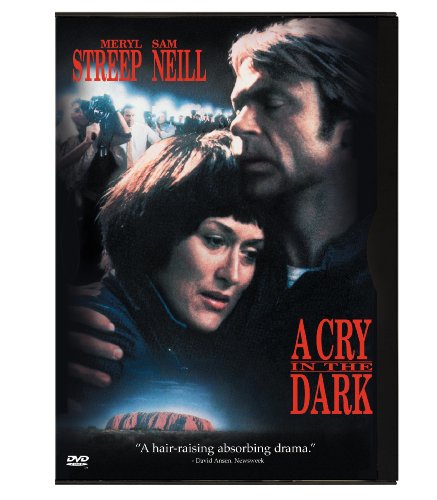 MERYL SAM
STREEP NEILL
A CRY
IN THE
DARK
"A hair-raising absorbing drama."
- David Ansen, Newsweek
DVD